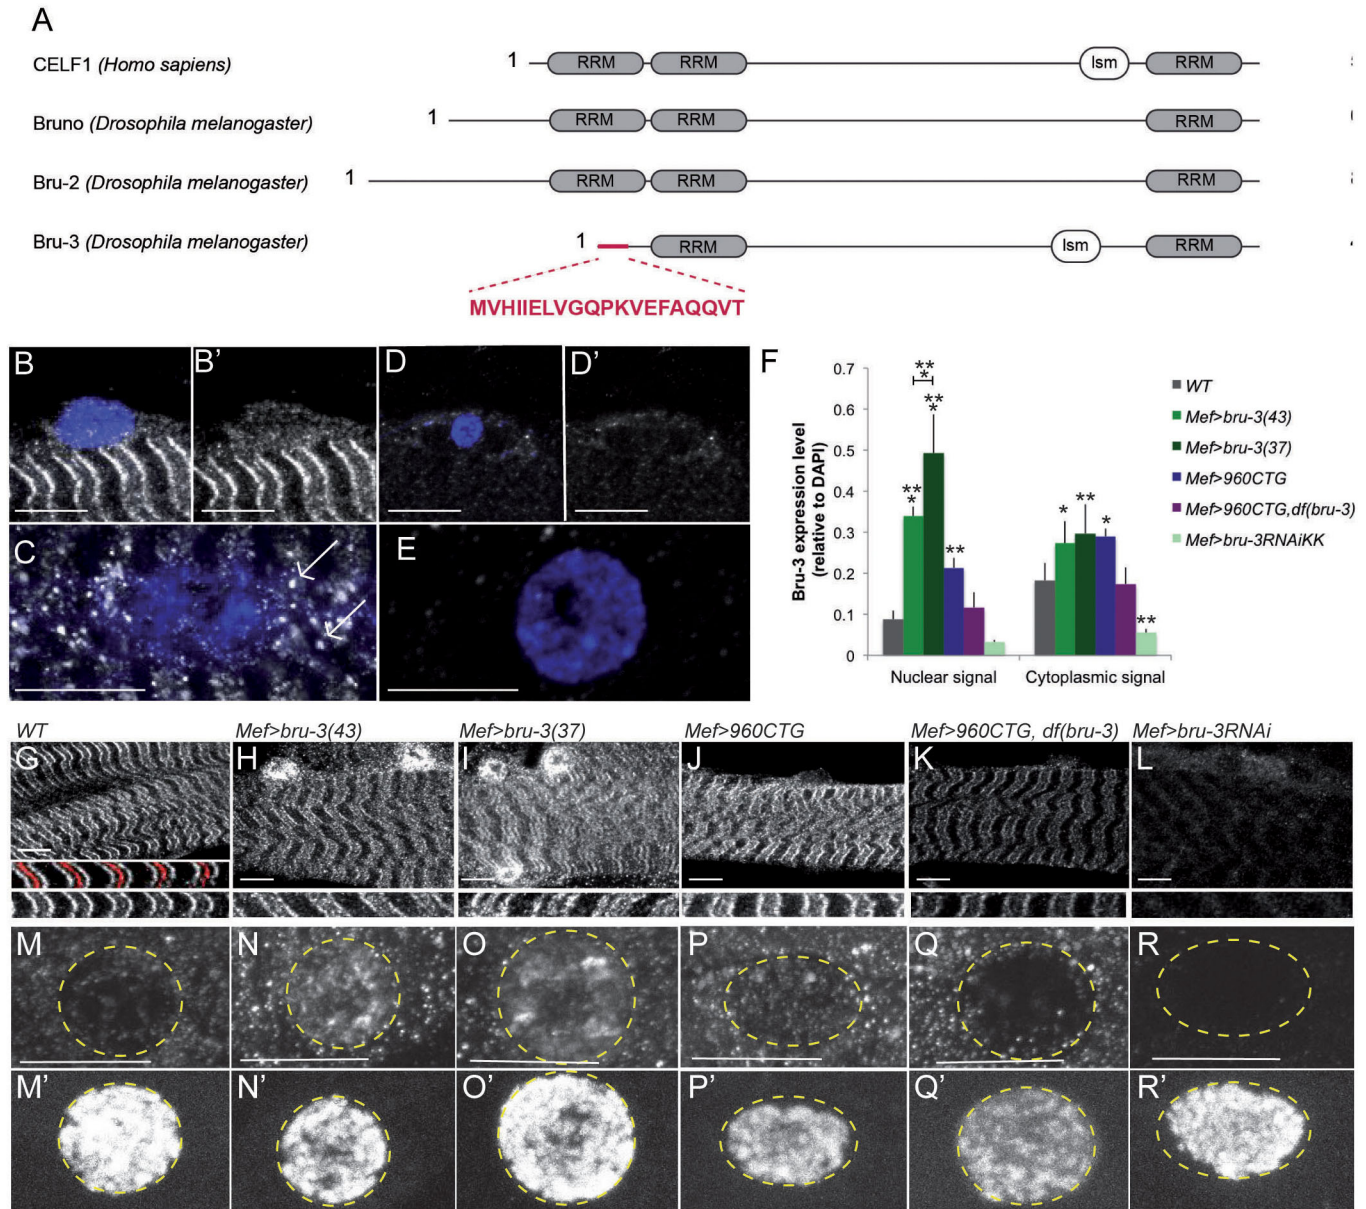 A
CELF1 (Homo sapiens) 1 RRM RRM lsm RRM
Bruno (Drosophila melanogaster) 1 RRM RRM RRM
Bru-2 (Drosophila melanogaster) 1 RRM RRM RRM
Bru-3 (Drosophila melanogaster) 1 RRM lsm RRM
MVHIIELVGQPKVEFAQQVT
B B' D D' F
C E
Bru-3 expression level
(relative to DAPI)
0.7
0.6
0.5
0.4
0.3
0.2
0.1
0
** * ** * ** * ** * ** * **
Nuclear signal Cytoplasmic signal
WT
Mef>bru-3(43)
Mef>bru-3(37)
Mef>960CTG
Mef>960CTG,df(bru-3)
Mef>bru-3RNAiKK
WT Mef>bru-3(43) Mef>bru-3(37) Mef>960CTG Mef>960CTG, df(bru-3) Mef>bru-3RNAi
G H I J K L
M N O P Q R
M' N' O' P' Q' R'